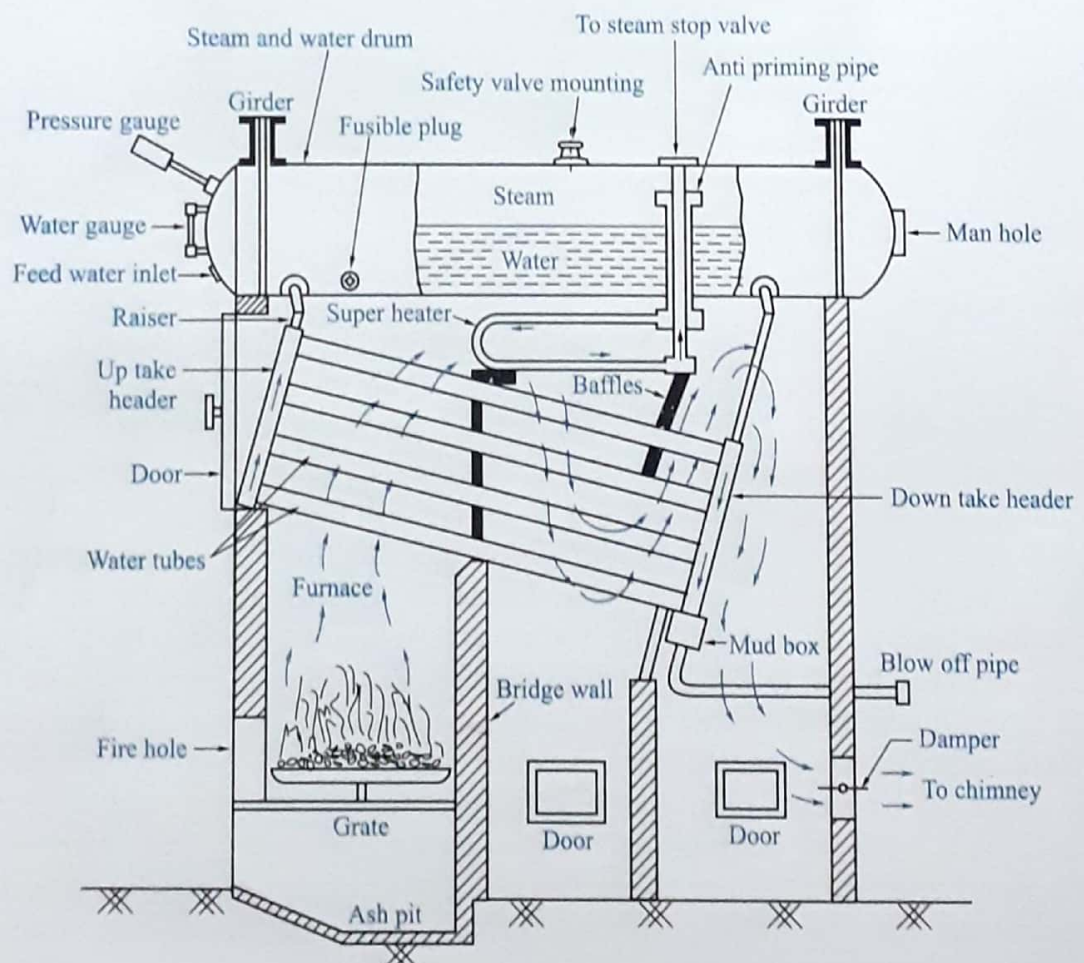 To steam stop valve
Steam and water drum
Safety valve mounting
Anti priming pipe
Girder
Girder
Pressure gauge
Fusible plug
Steam
Water gauge
Man hole
Water
Feed water inlet
Raiser
Super heater
Up take
header
Baffles
Door
Down take header
Water tubes
Furnace
Mud box
Blow off pipe
Bridge wall
Fire hole
Damper
To chimney
Grate
Door
Door
Ash pit